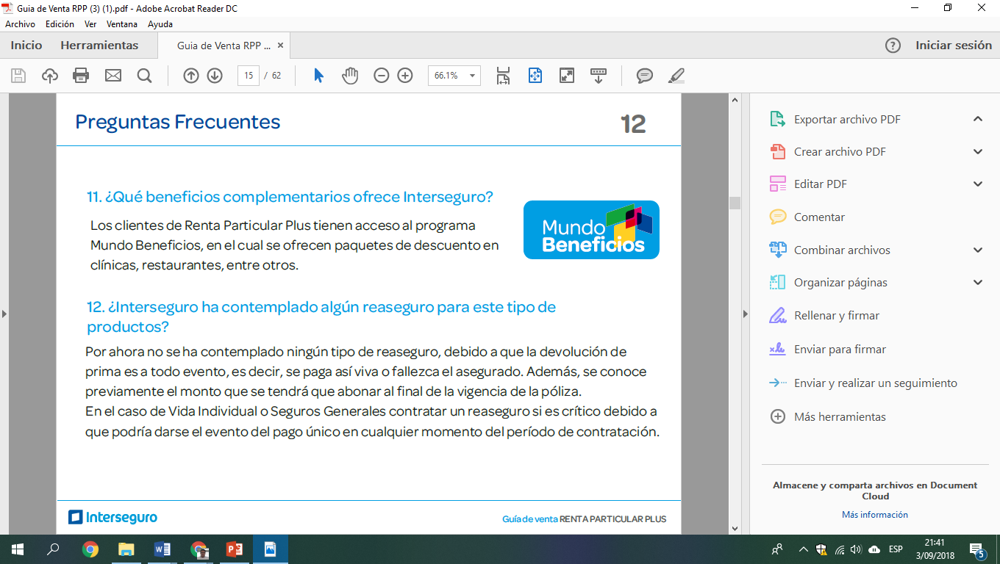 Guia de Venta RPP (3) (1).pdf - Adobe Acrobat Reader DC
Archivo Edición Ver Ventana Ayuda
Inicio Herramientas Guia de Venta RPP ... × Iniciar sesión
15 / 62 66.1%
Preguntas Frecuentes 12
11. ¿Qué beneficios complementarios ofrece Interseguro?
Los clientes de Renta Particular Plus tienen acceso al programa
Mundo Beneficios, en el cual se ofrecen paquetes de descuento en
clínicas, restaurantes, entre otros.
Mundo
Beneficios
12. ¿Interseguro ha contemplado algún reaseguro para este tipo de
productos?
Por ahora no se ha contemplado ningún tipo de reaseguro, debido a que la devolución de
prima es a todo evento, es decir, se paga así viva o fallezca el asegurado. Además, se conoce
previamente el monto que se tendrá que abonar al final de la vigencia de la póliza.
En el caso de Vida Individual o Seguros Generales contratar un reaseguro si es crítico debido a
que podría darse el evento del pago único en cualquier momento del período de contratación.
Interseguro
Guía de venta RENTA PARTICULAR PLUS
Exportar archivo PDF
Crear archivo PDF
Editar PDF
Comentar
Combinar archivos
Organizar páginas
Rellenar y firmar
Enviar para firmar
Enviar y realizar un seguimiento
Más herramientas
Almacene y comparta archivos en Document
Cloud
Más información
ESP
21:41
3/09/2018
5